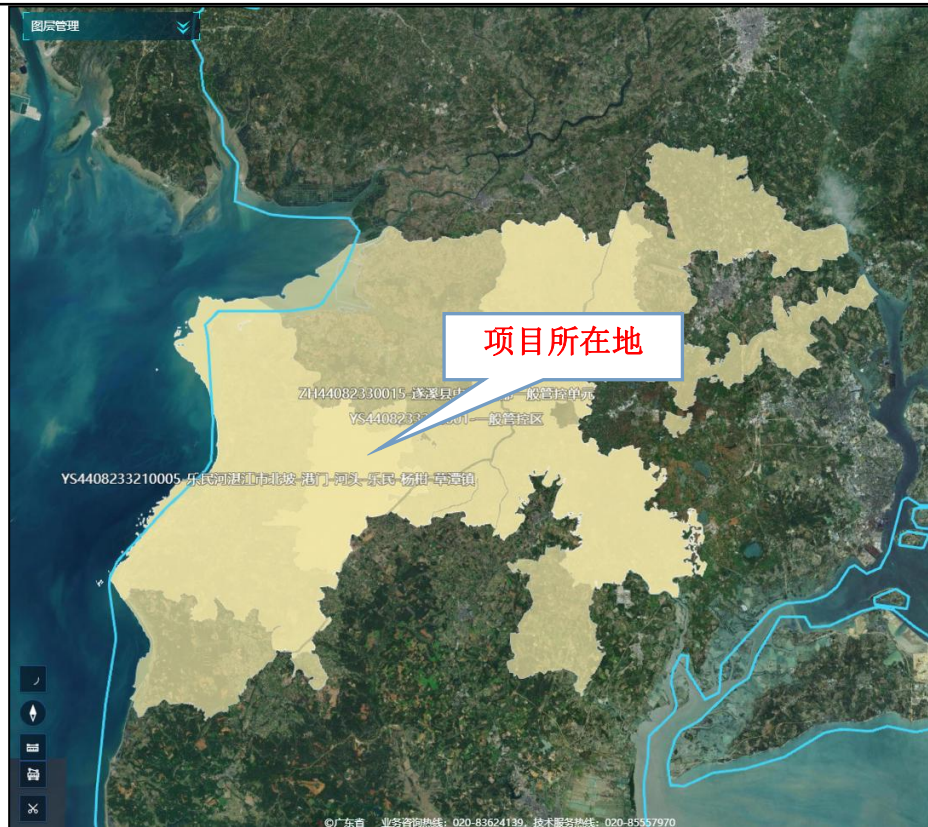 图层管理
项目所在地
ZH44082330015-遂溪县 一般管控单元
YS4408233 001-一般管控区
YS4408233210005-乐民河湛江市北坡-港门-河头-乐民-杨柑-草潭镇
©广东省 业务咨询热线：020-83624139，技术服务热线：020-85557970